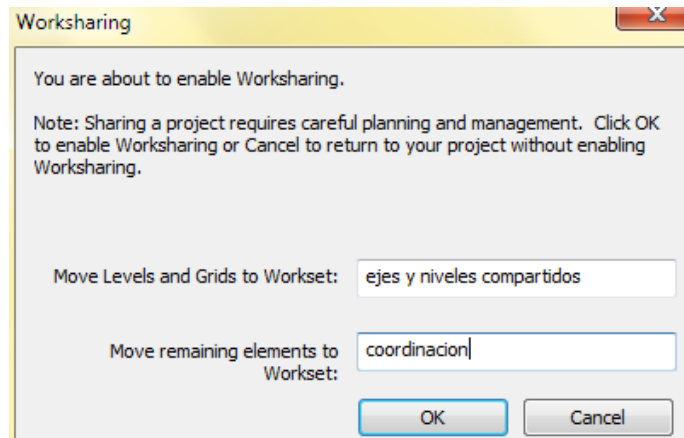 Worksharing
You are about to enable Worksharing.
Note: Sharing a project requires careful planning and management. Click OK
to enable Worksharing or Cancel to return to your project without enabling
Worksharing.
Move Levels and Grids to Workset: ejes y niveles compartidos
Move remaining elements to coordinacion
Workset:
OK Cancel